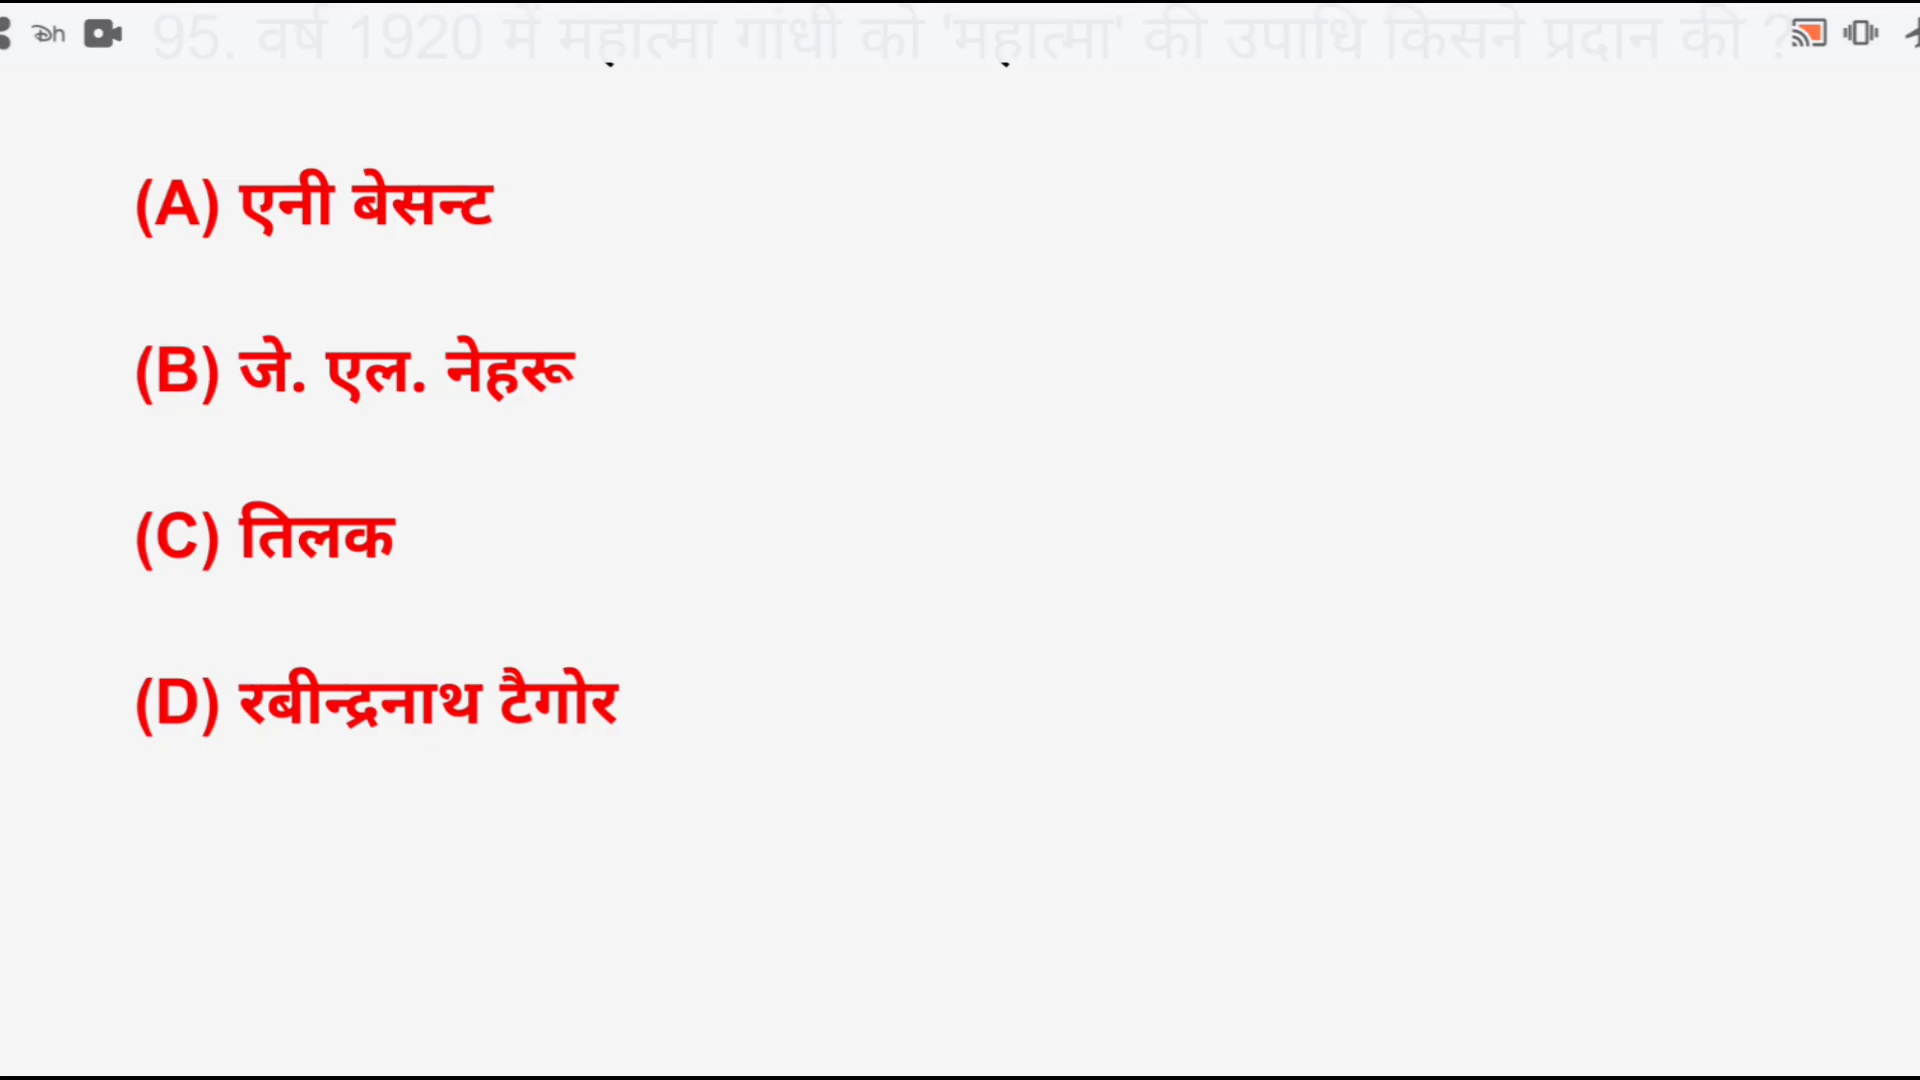 95. वर्ष 1920 में महात्मा गांधी को 'महात्मा' की उपाधि किसने प्रदान की ?
(A) एनी बेसन्ट
(B) जे. एल. नेहरू
(C) तिलक
(D) रबीन्द्रनाथ टैगोर